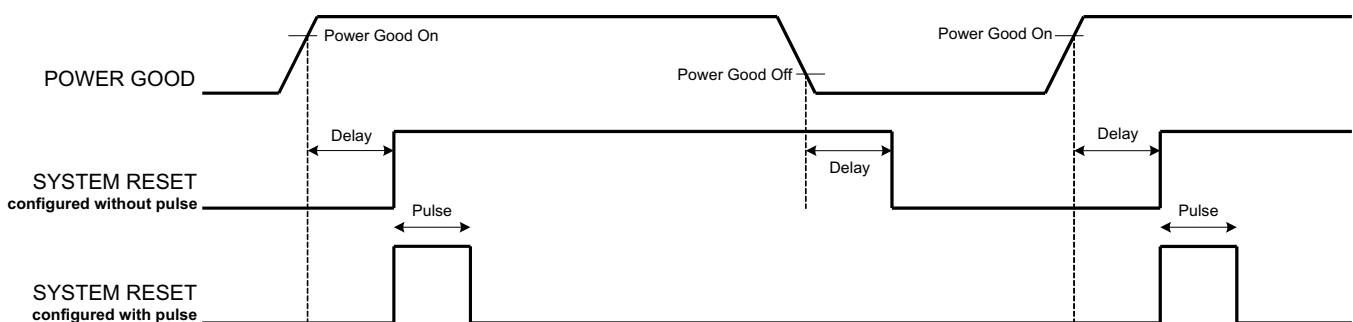 Power Good On
Power Good On
POWER GOOD
Power Good Off
Delay
Delay
Delay
SYSTEM RESET
configured without pulse
Pulse
Pulse
SYSTEM RESET
configured with pulse